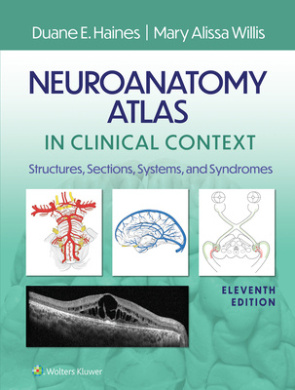 Duane E. Haines | Mary Alissa Willis
NEUROANATOMY
ATLAS
IN CLINICAL CONTEXT
Structures, Sections, Systems, and Syndromes
ELEVENTH
EDITION
Wolters Kluwer